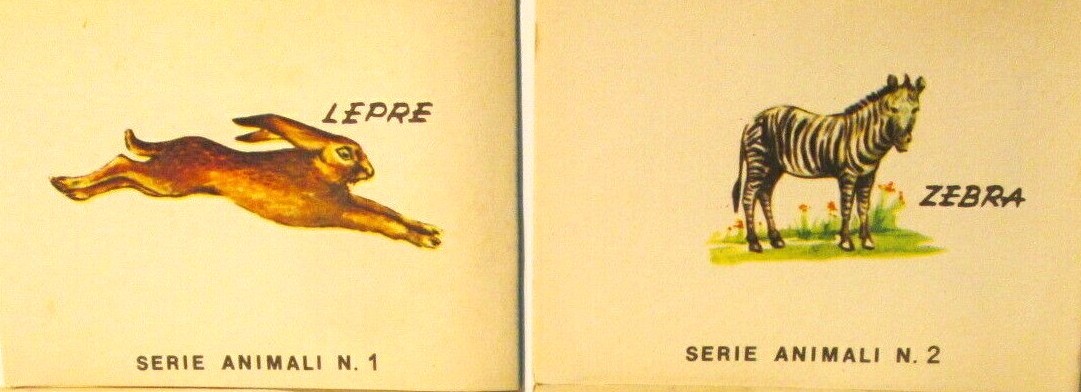 LEPRE
SERIE ANIMALI N. 1
ZEBRA
SERIE ANIMALI N. 2